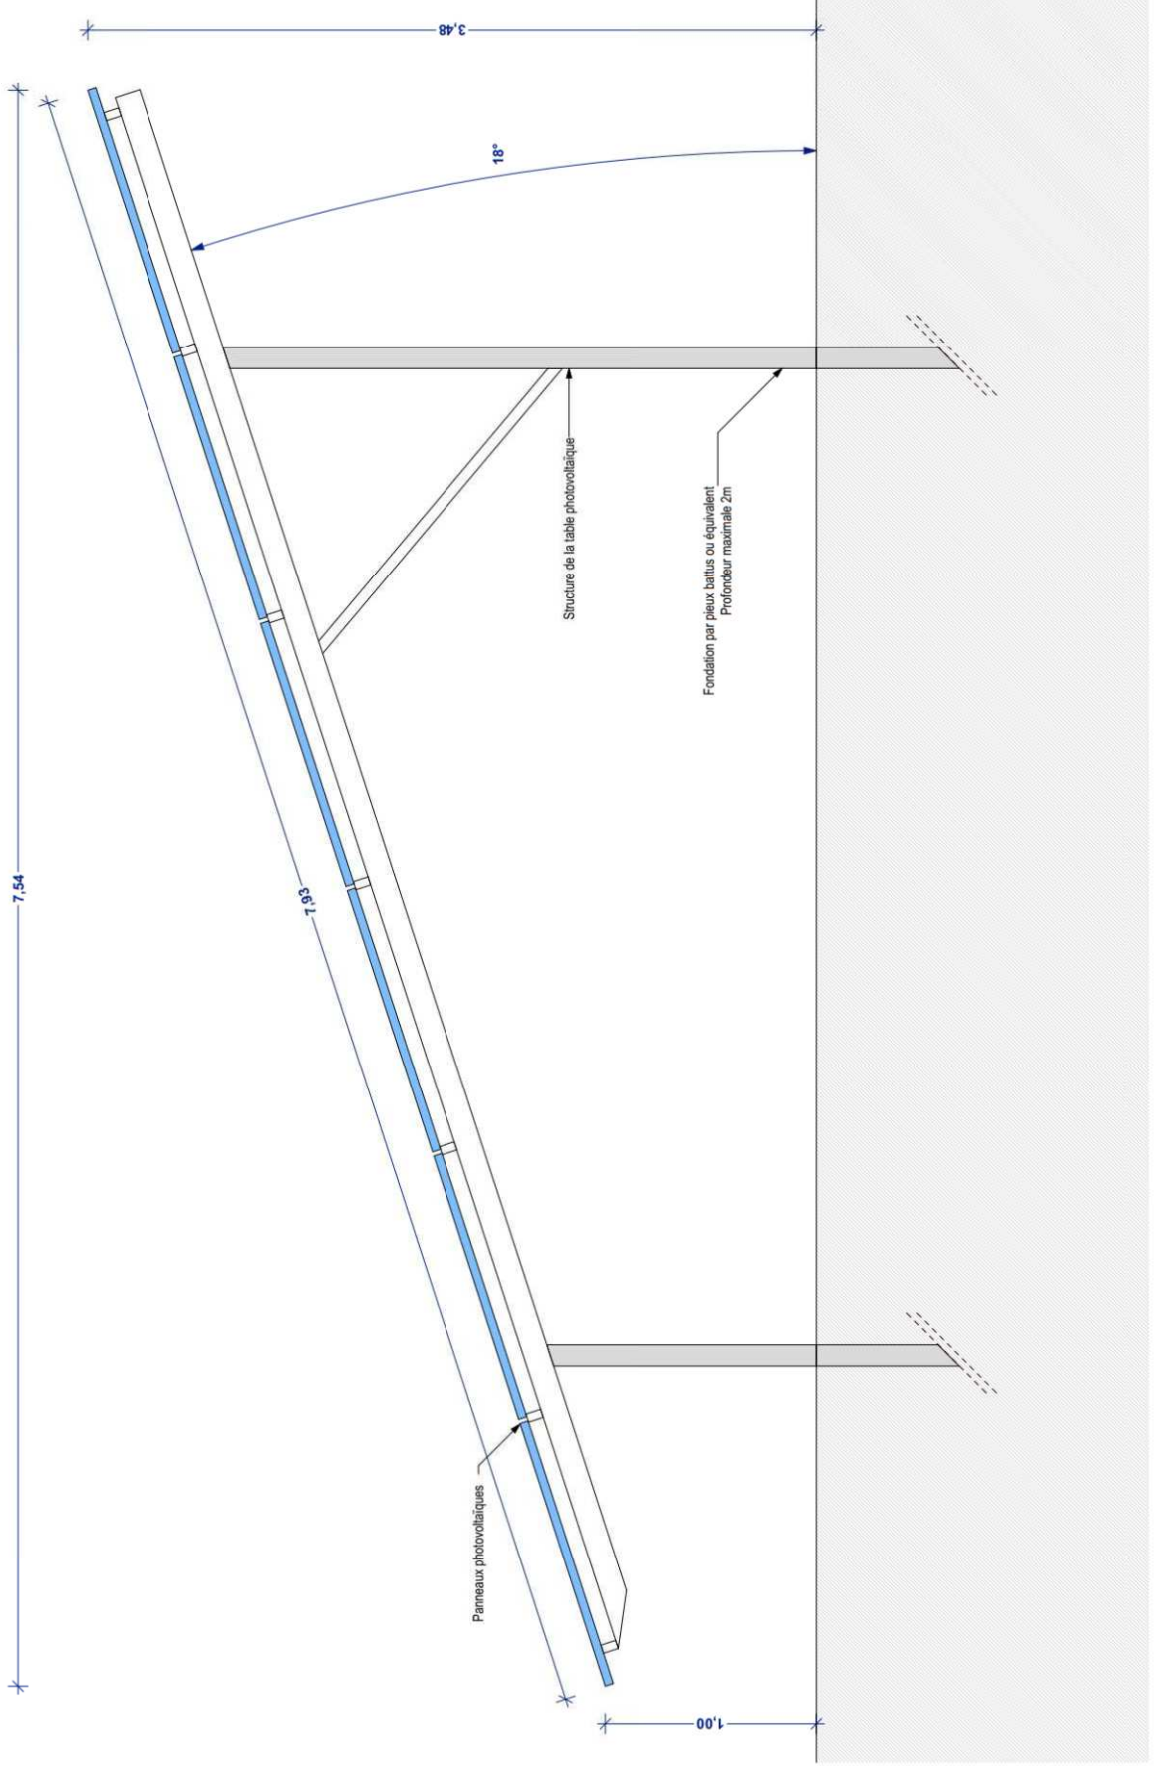 7,54
7,93
3,48
18°
1,00
Panneaux photovoltaïques
Structure de la table photovoltaïque
Fondation par pieux battus ou équivalent
Profondeur maximale 2m